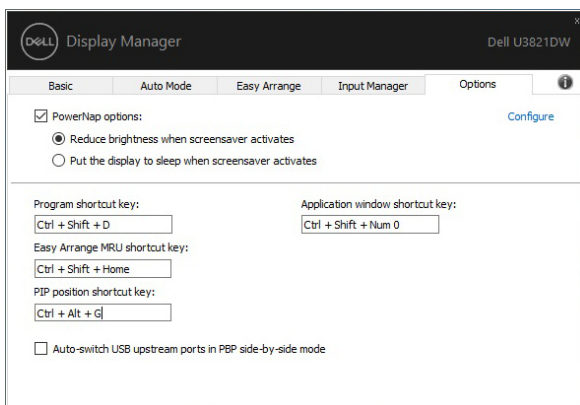 DELL Display Manager Dell U3821DW
Basic Auto Mode Easy Arrange Input Manager Options
PowerNap options: Configure
Reduce brightness when screensaver activates
Put the display to sleep when screensaver activates
Program shortcut key: Application window shortcut key:
Ctrl + Shift + D Ctrl + Shift + Num 0
Easy Arrange MRU shortcut key:
Ctrl + Shift + Home
PIP position shortcut key:
Ctrl + Alt + G
Auto-switch USB upstream ports in PBP side-by-side mode